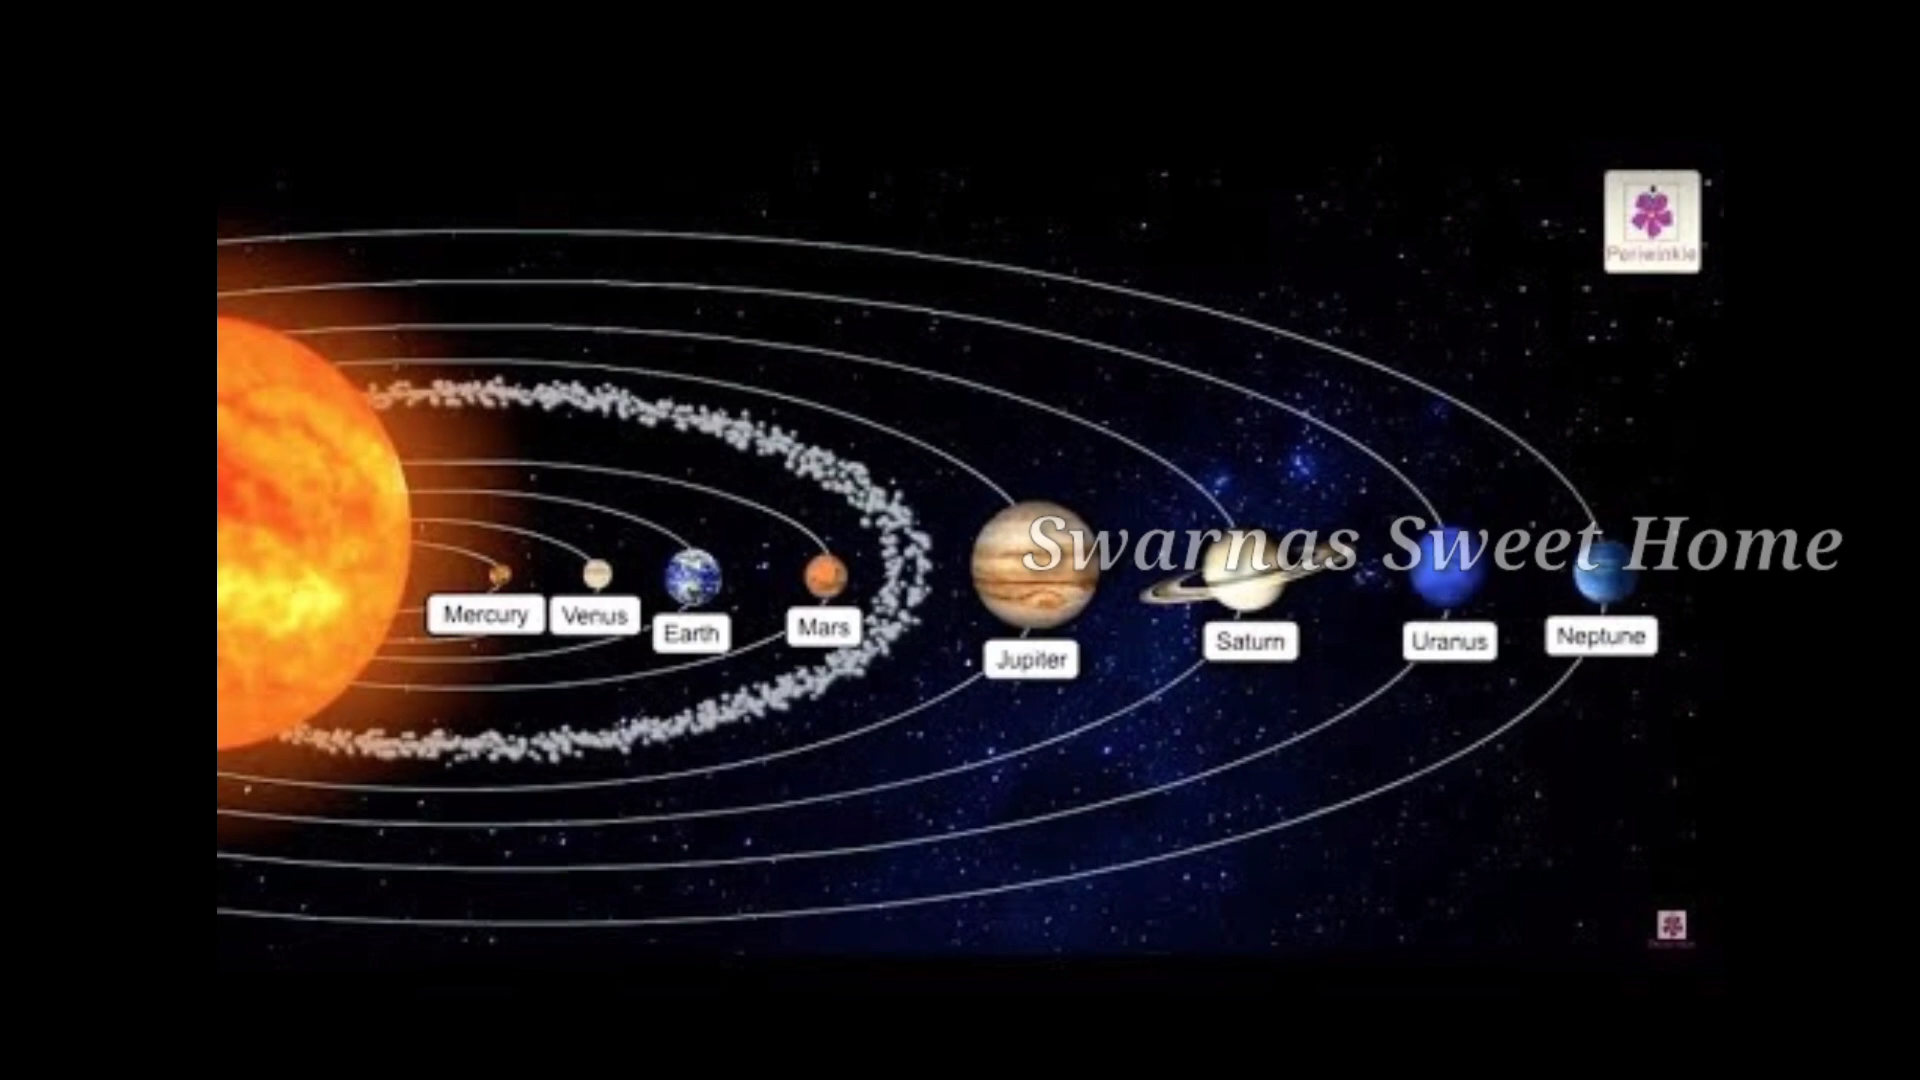 Periwinkle
Swarnas Sweet Home
Mercury
Venus
Earth
Mars
Jupiter
Saturn
Uranus
Neptune